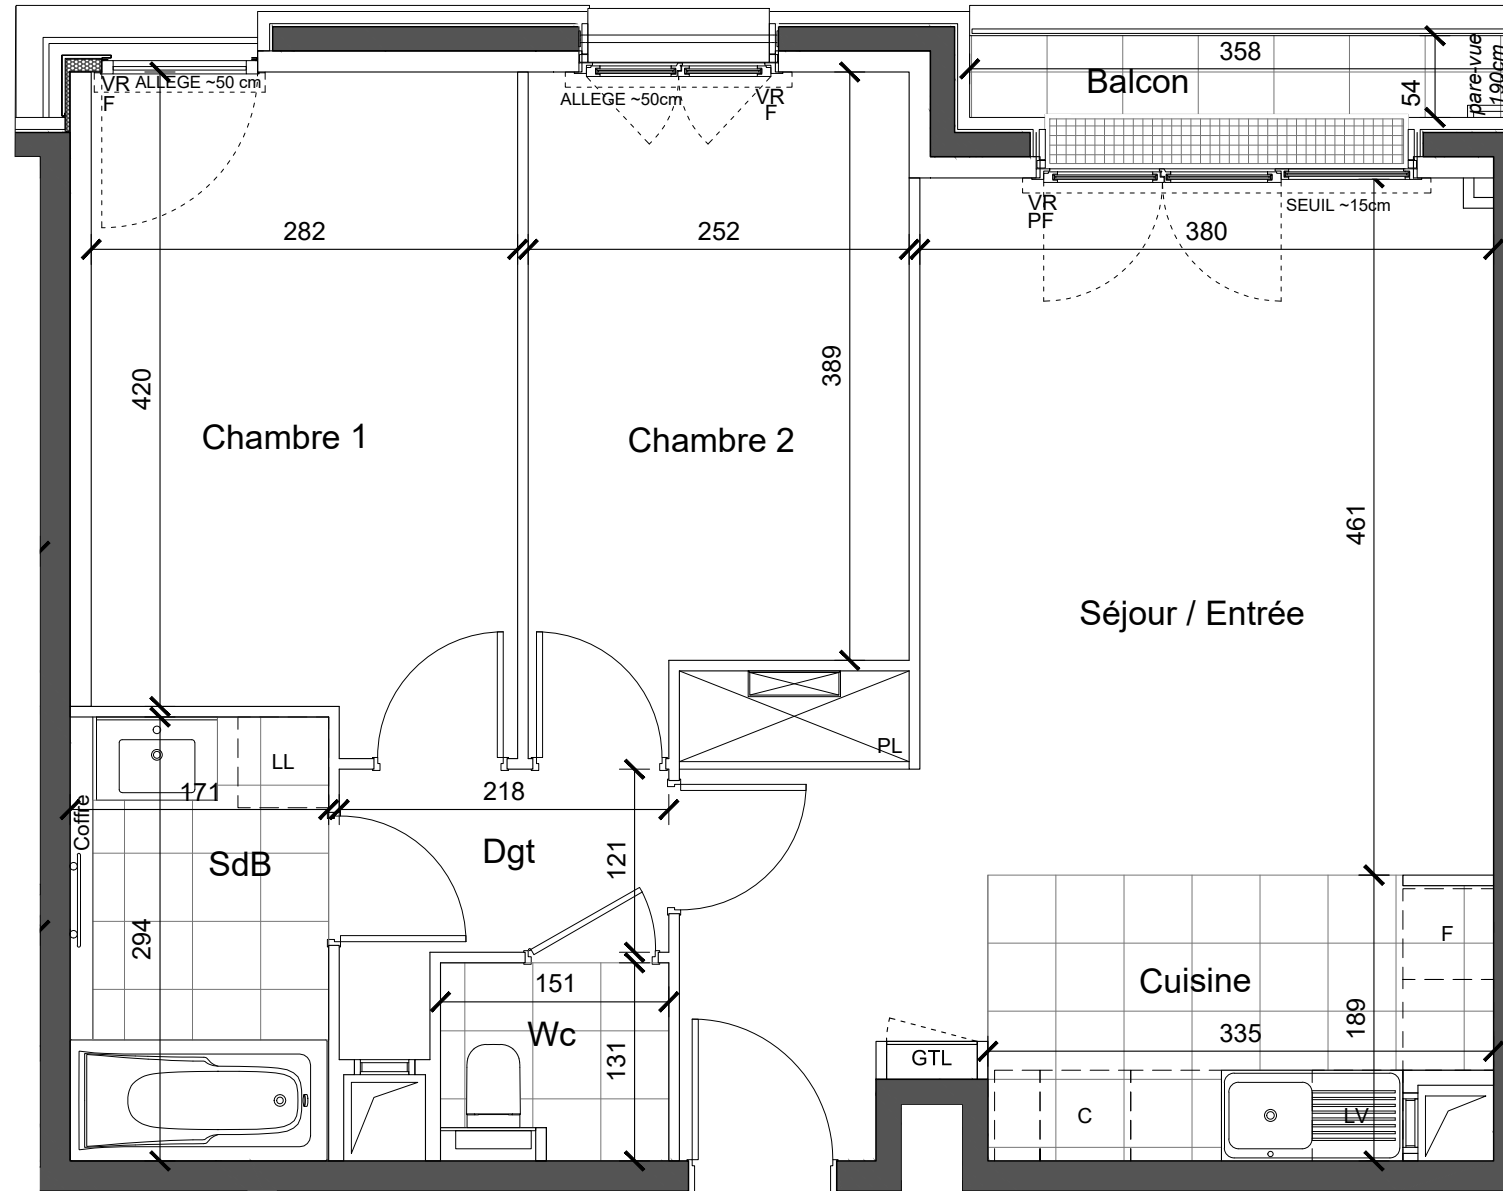 358
Balcon
54
pare-vue
190cm
VR
F
ALLEGE ~50 cm
ALLEGE ~50cm
VR
F
VR
PF
SEUIL ~15cm
282
252
380
420
389
Chambre 1
Chambre 2
461
Séjour / Entrée
PL
LL
171
218
Coffre
SdB
Dgt
121
294
F
Cuisine
151
Wc
189
335
131
GTL
C
LV